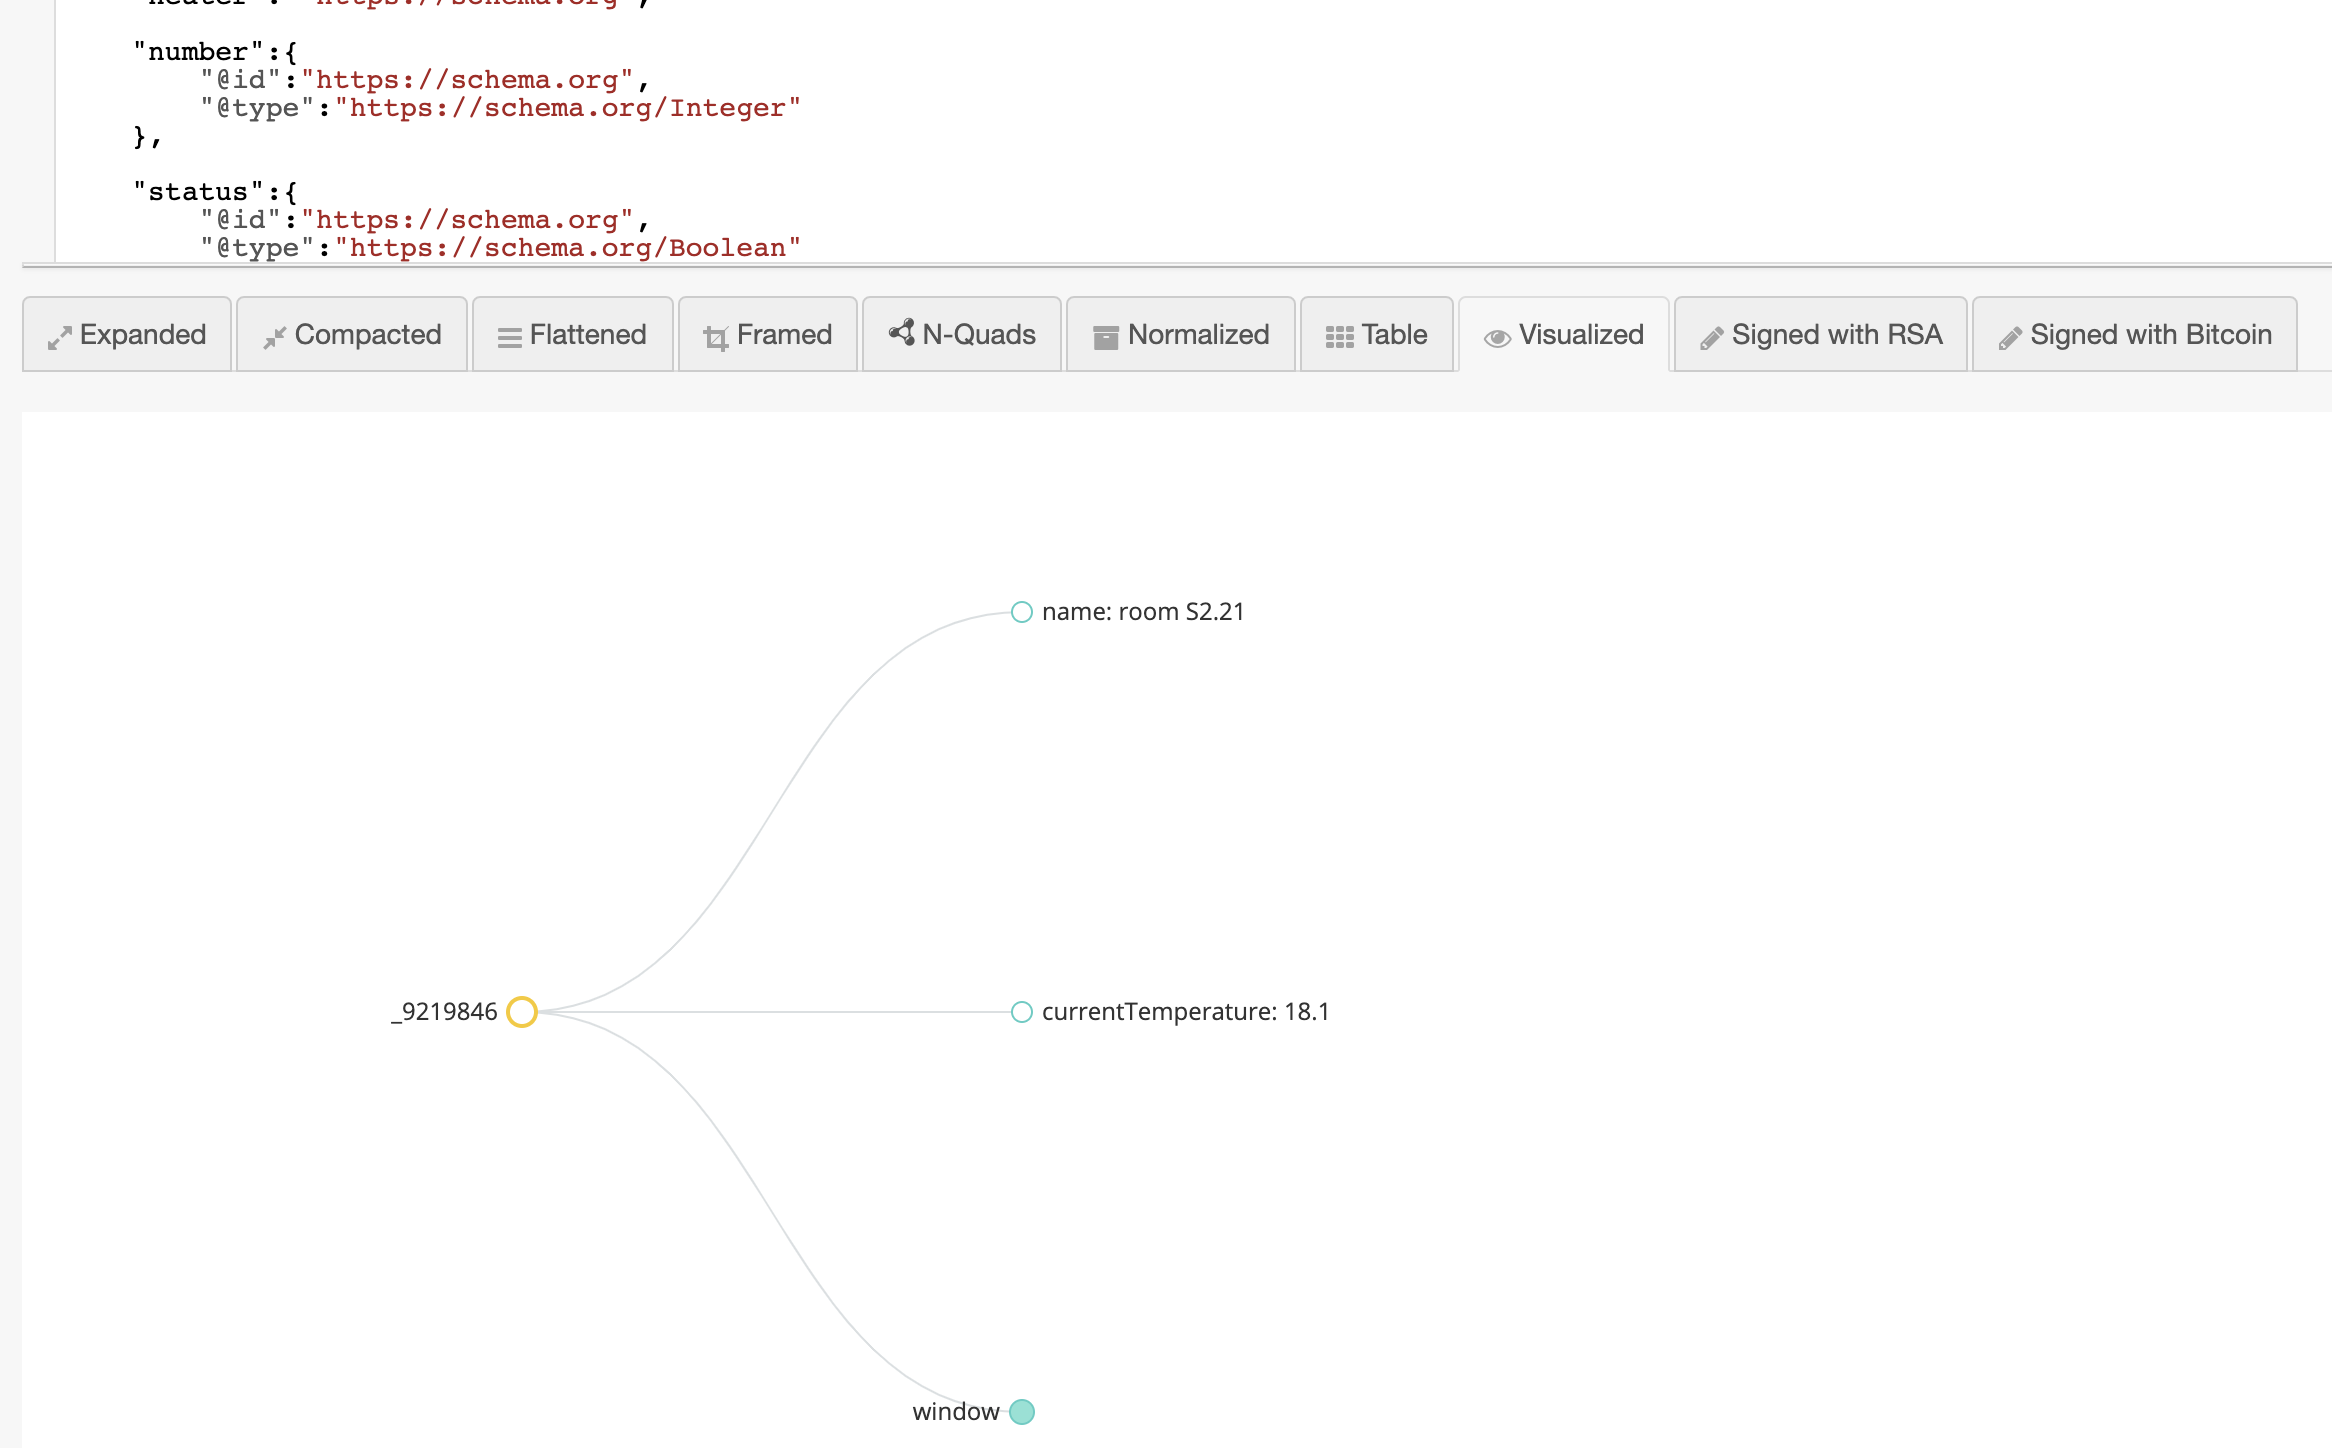 "heater": "https://schema.org",
"number":{
"@id":"https://schema.org",
"@type":"https://schema.org/Integer"
},
"status":{
"@id":"https://schema.org",
"@type":"https://schema.org/Boolean"
Expanded Compacted Flattened Framed N-Quads Normalized Table Visualized Signed with RSA Signed with Bitcoin
name: room S2.21
_9219846
currentTemperature: 18.1
window